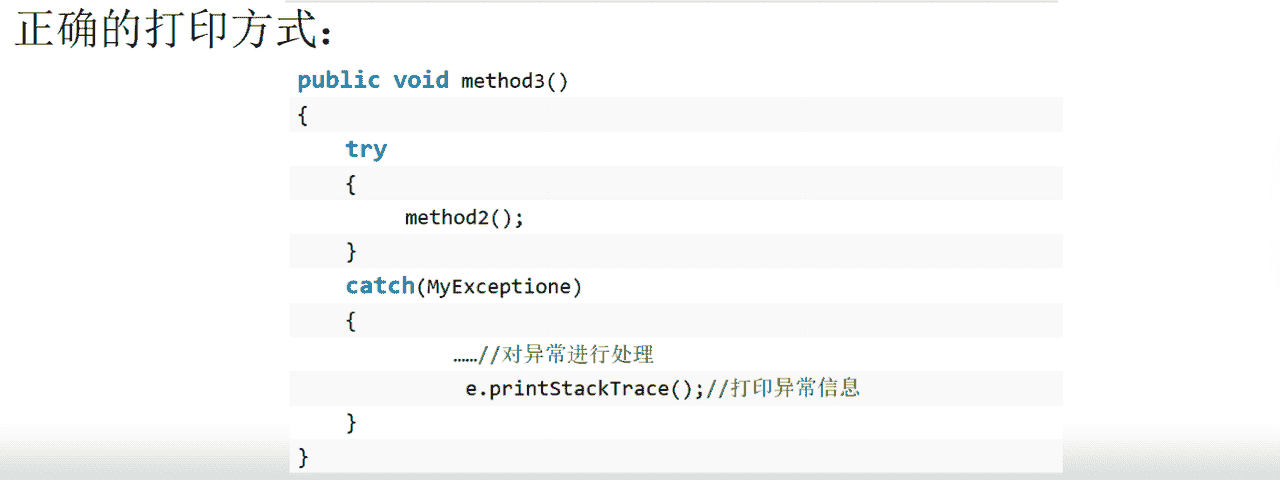 正确的打印方式：
public void method3()
{
try
{
method2();
}
catch(MyExceptione)
{
……//对异常进行处理
e.printStackTrace();//打印异常信息
}
}